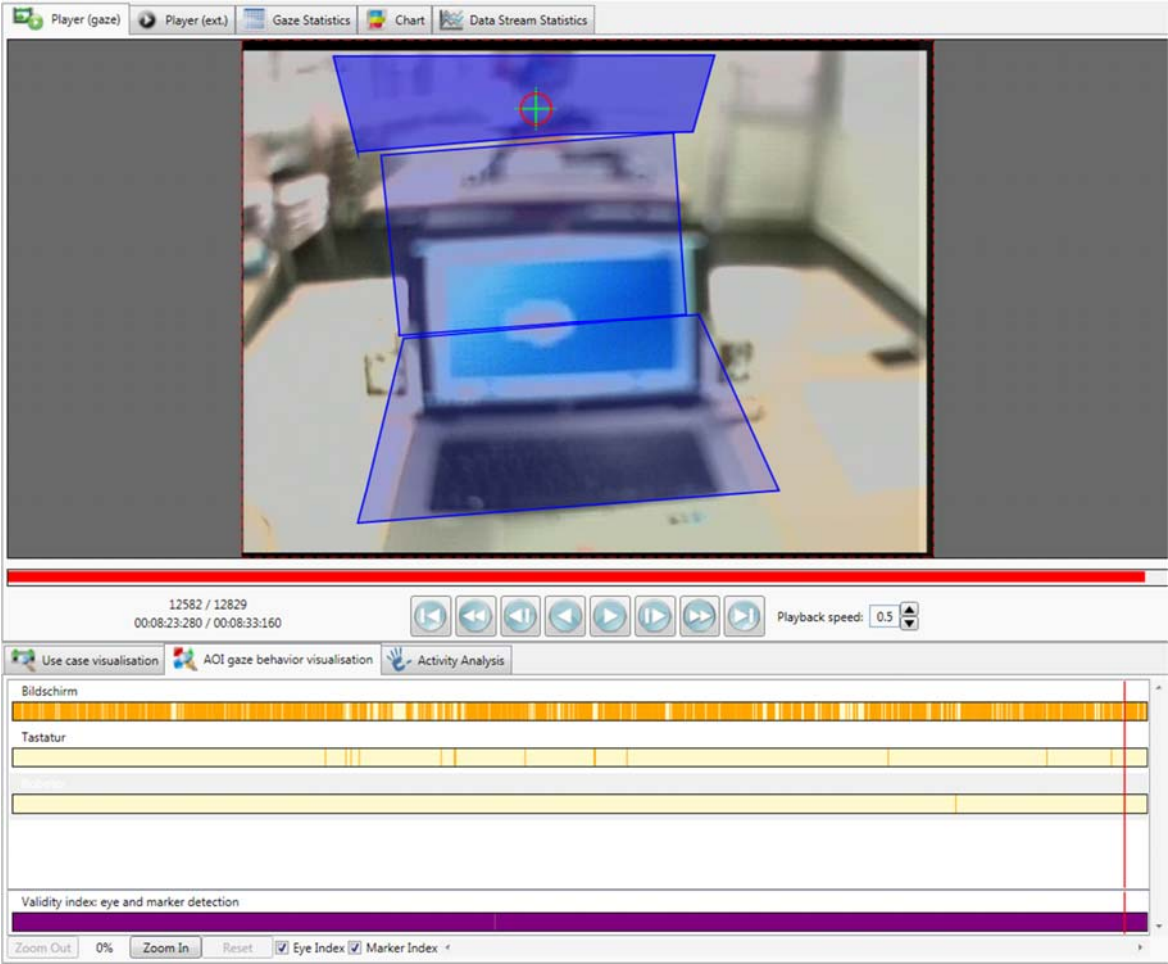 Player (gaze) Player (ext.) Gaze Statistics Chart Data Stream Statistics
12582 / 12829
00:08:23:280 / 00:08:33:160
Playback speed: 0.5
Use case visualisation AOI gaze behavior visualisation Activity Analysis
Bildschirm
Tastatur
Validity index: eye and marker detection
Zoom Out 0% Zoom In Reset Eye Index Marker Index